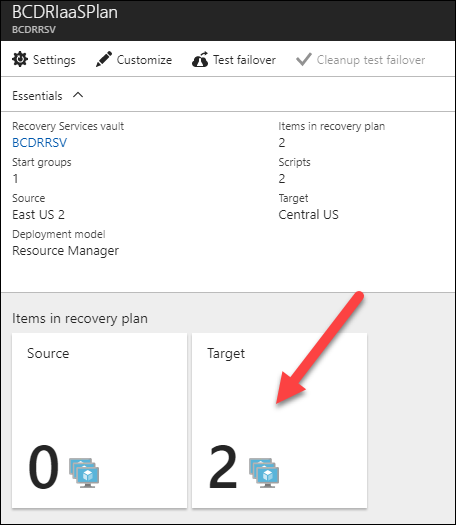 BCDRIaaSPlan
BCDRRSV
Settings Customize Test failover Cleanup test failover
Essentials
Recovery Services vault Items in recovery plan
BCDRRSV 2
Start groups Scripts
1 2
Source Target
East US 2 Central US
Deployment model
Resource Manager
Items in recovery plan
Source Target
0 2